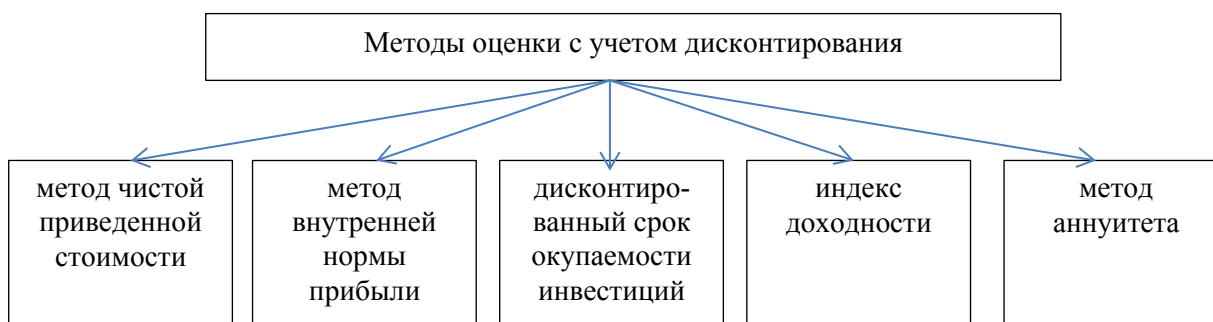 Методы оценки с учетом дисконтирования
метод чистой
приведенной
стоимости
метод
внутренней
нормы
прибыли
дисконтиро-
ванный срок
окупаемости
инвестиций
индекс
доходности
метод
аннуитета